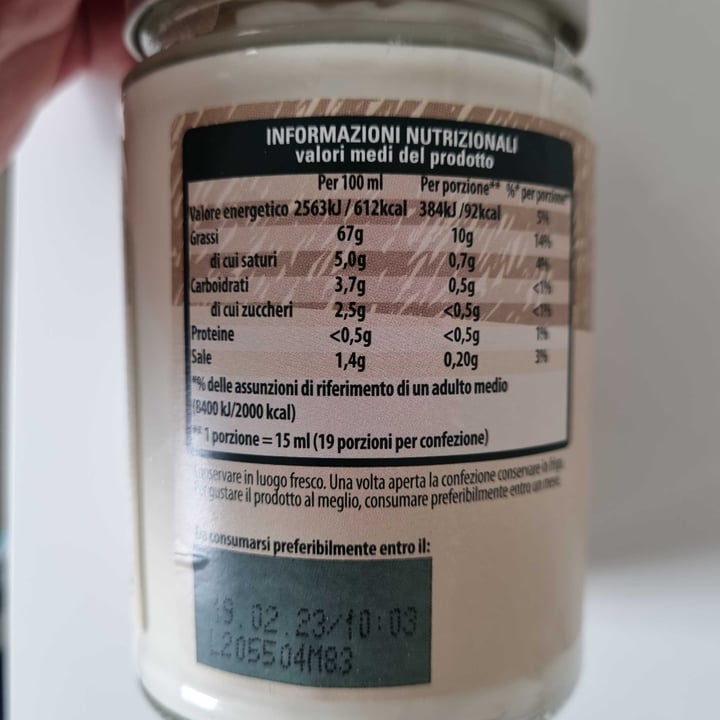 INFORMAZIONI NUTRIZIONALI
valori medi del prodotto
Per 100 ml Per porzione** %* per porzione**
Valore energetico 2563kJ / 612kcal 384kJ /92kcal 5%
Grassi 67g 10g 14%
di cui saturi 5,0g 0,7g 4%
Carboidrati 3,7g 0,5g <1%
di cui zuccheri 2,5g <0,5g <1%
Proteine <0,5g <0,5g 1%
Sale 1,4g 0,20g 3%
*% delle assunzioni di riferimento di un adulto medio
(8400 kJ/2000 kcal)
** 1 porzione = 15 ml (19 porzioni per confezione)
Conservare in luogo fresco. Una volta aperta la confezione conservare in frigo.
Per gustare il prodotto al meglio, consumare preferibilmente entro un mese.
Da consumarsi preferibilmente entro il:
19.02.23/10:03
L205504M83